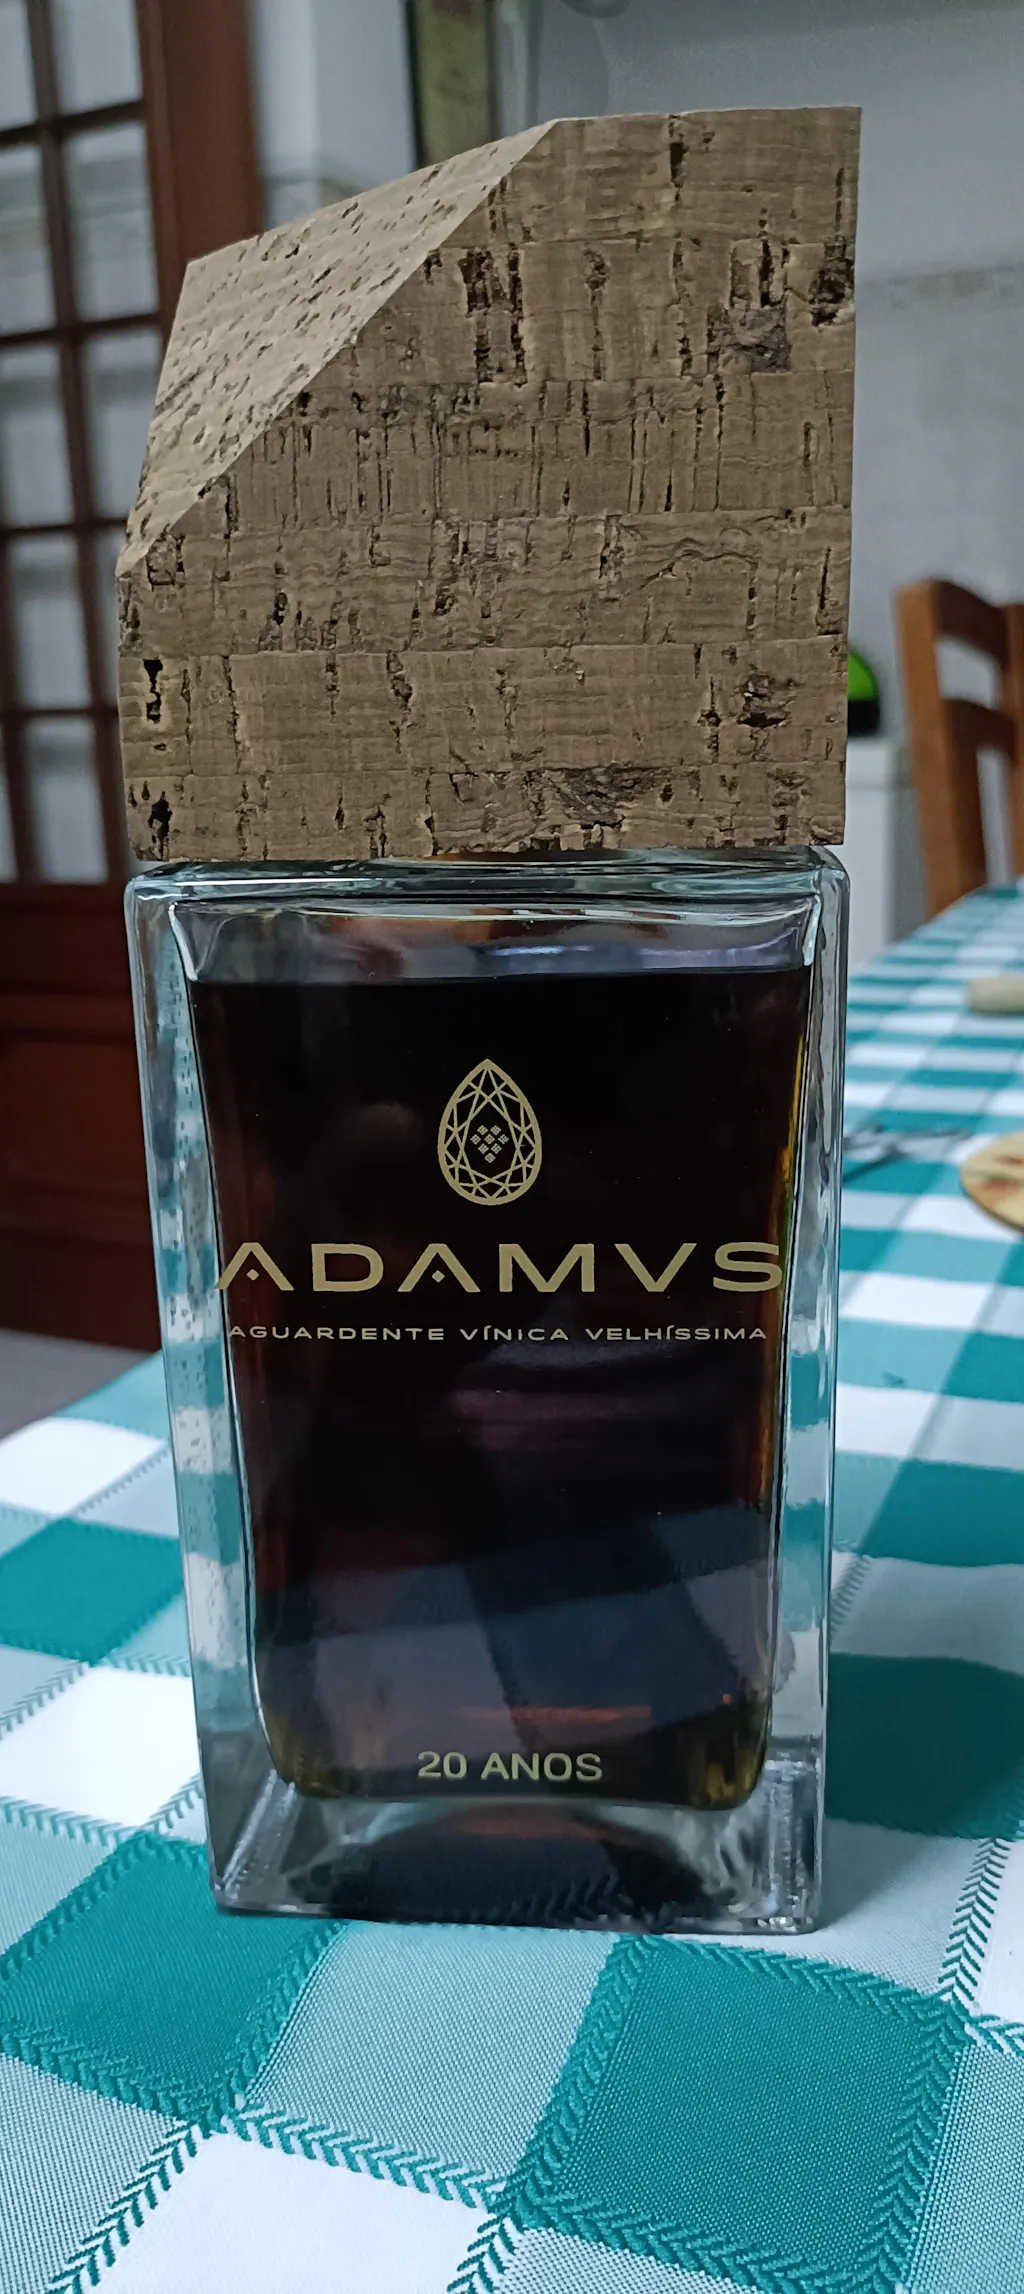 ADAMVS
AGUARDENTE VÍNICA VELHÍSSIMA
20 ANOS